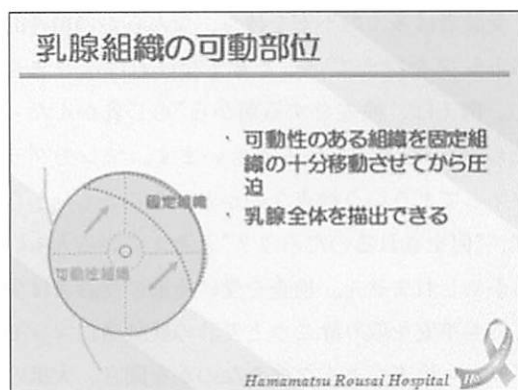 乳腺組織の可動部位
・ 可動性のある組織を固定組
織の十分移動させてから圧
迫
・ 乳腺全体を描出できる
固定組織
可動性組織
Hamamatsu Rousai Hospital